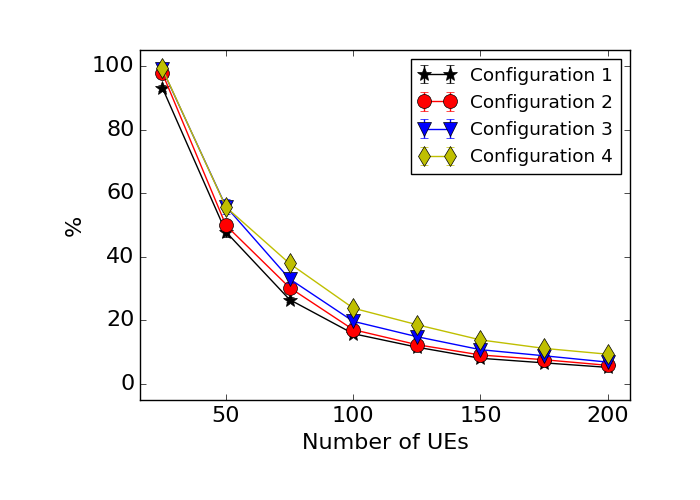 100
80
60
40
20
0
%
50 100 150 200
Number of UEs
Configuration 1
Configuration 2
Configuration 3
Configuration 4